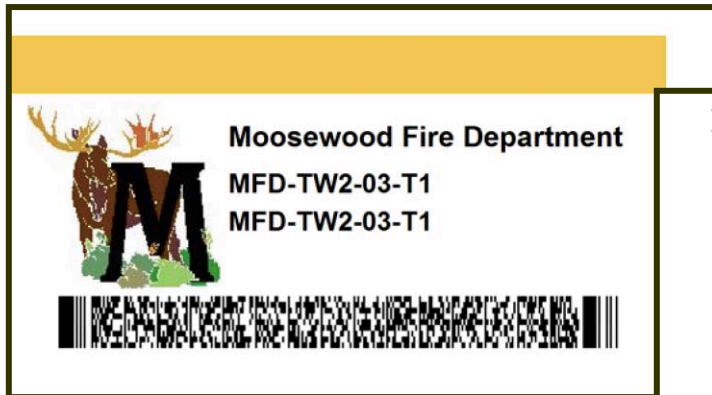 Moosewood Fire Department
MFD-TW2-03-T1
MFD-TW2-03-T1
M